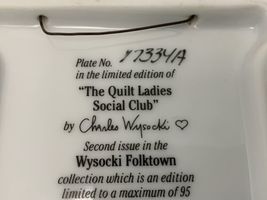 Plate No. Y7334A
in the limited edition of
"The Quilt Ladies
Social Club"
by Charles Wysocki ♡
Second issue in the
Wysocki Folktown
collection which is an edition
limited to a maximum of 95